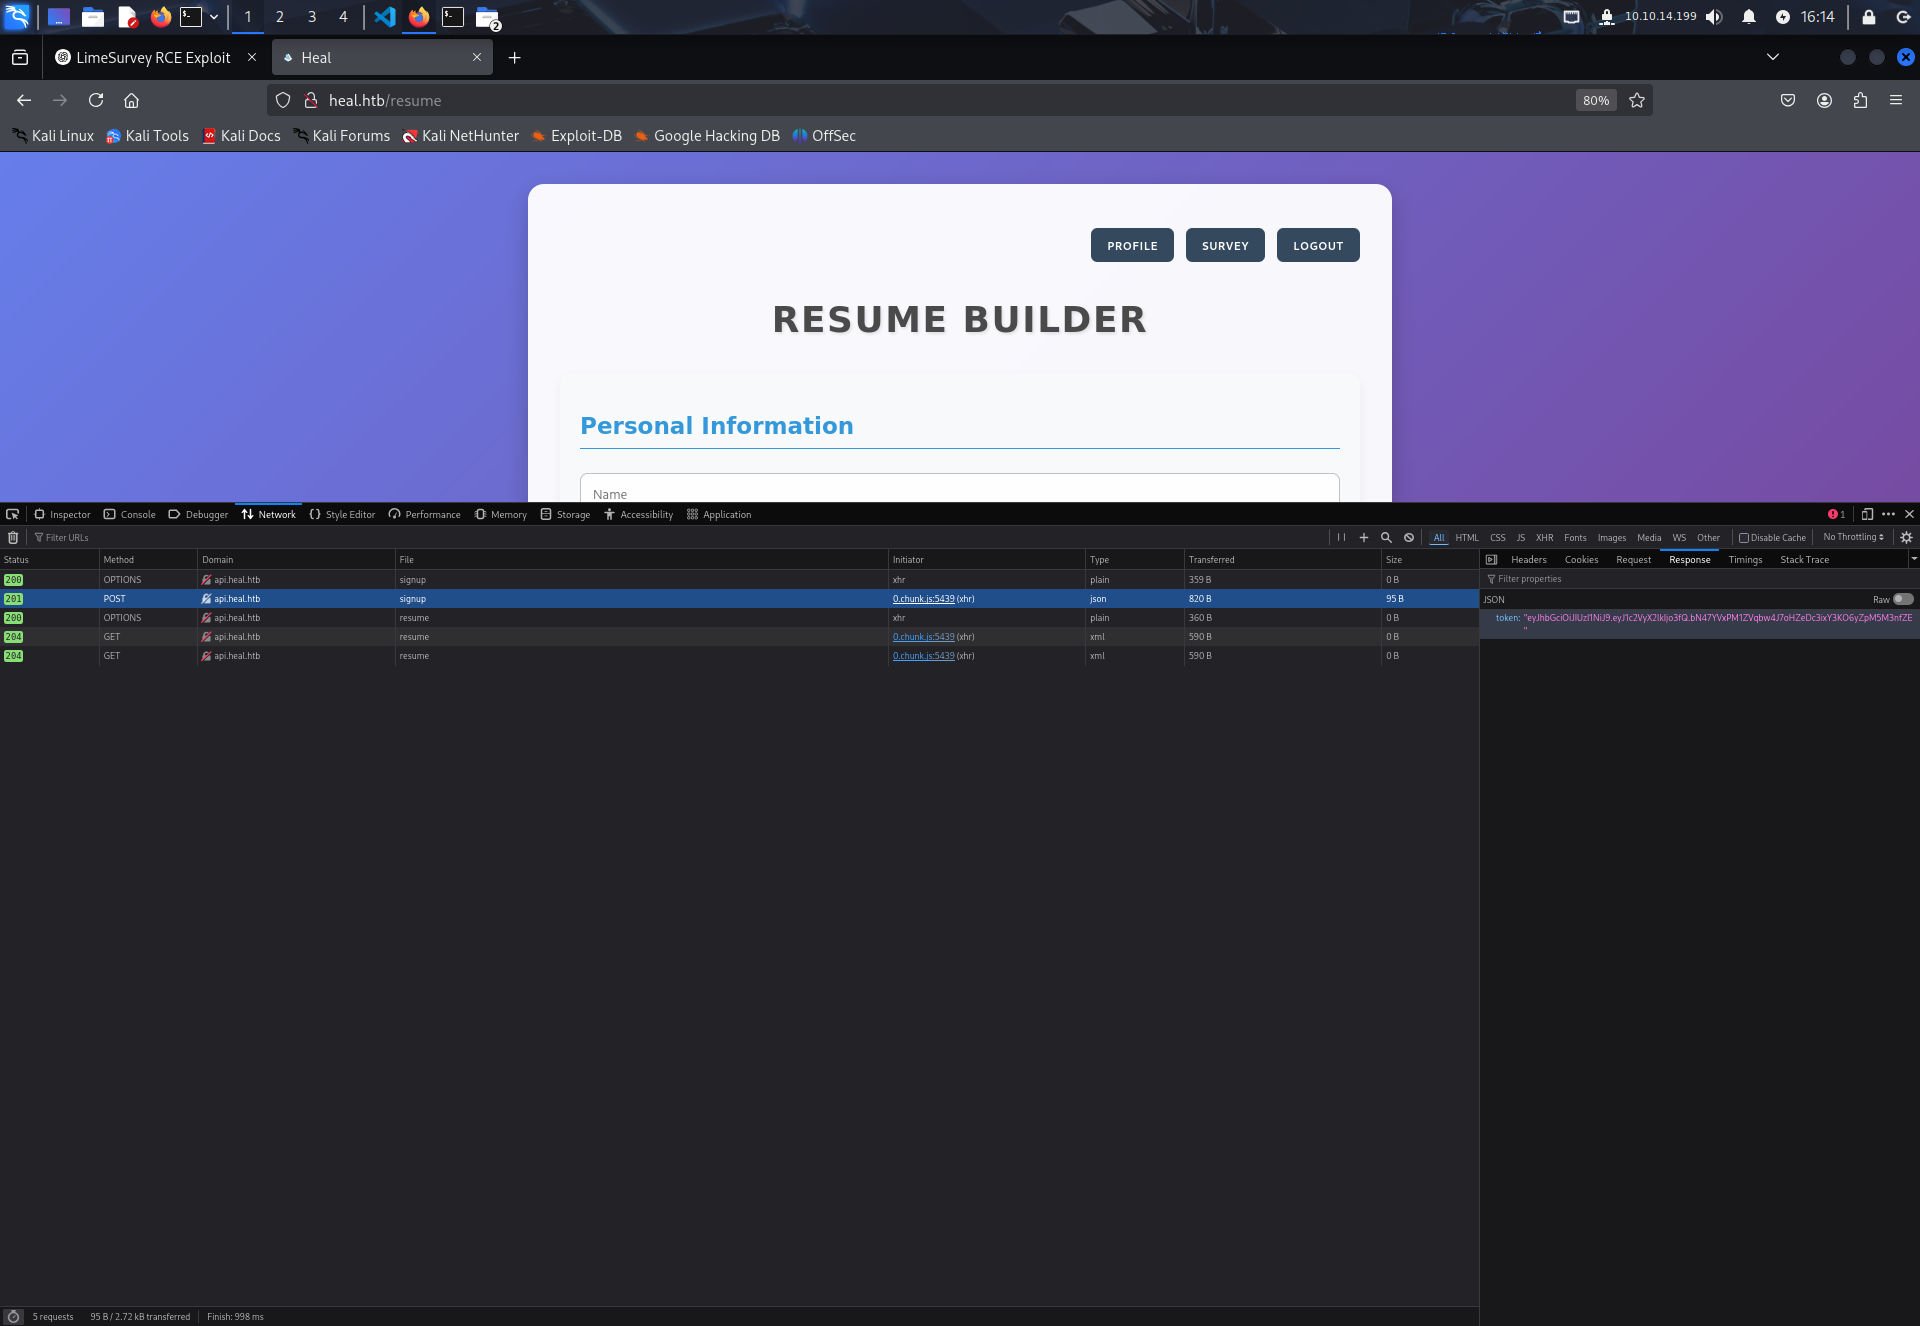 1 2 3 4 2 10.10.14.199 16:14
LimeSurvey RCE Exploit Heal
heal.htb/resume 80%
Kali Linux Kali Tools Kali Docs Kali Forums Kali NetHunter Exploit-DB Google Hacking DB OffSec
PROFILE SURVEY LOGOUT
RESUME BUILDER
Personal Information
Name
Inspector Console Debugger Network Style Editor Performance Memory Storage Accessibility Application 1
Filter URLs All HTML CSS JS XHR Fonts Images Media WS Other Disable Cache No Throttling
Status Method Domain File Initiator Type Transferred Size
200 OPTIONS api.heal.htb signup xhr plain 359 B 0 B
201 POST api.heal.htb signup 0.chunk.js:5439 (xhr) json 820 B 95 B
200 OPTIONS api.heal.htb resume xhr plain 360 B 0 B
204 GET api.heal.htb resume 0.chunk.js:5439 (xhr) xml 590 B 0 B
204 GET api.heal.htb resume 0.chunk.js:5439 (xhr) xml 590 B 0 B
Headers Cookies Request Response Timings Stack Trace
Filter properties
JSON Raw
token:
5 requests 95 B / 2.72 kB transferred Finish: 998 ms